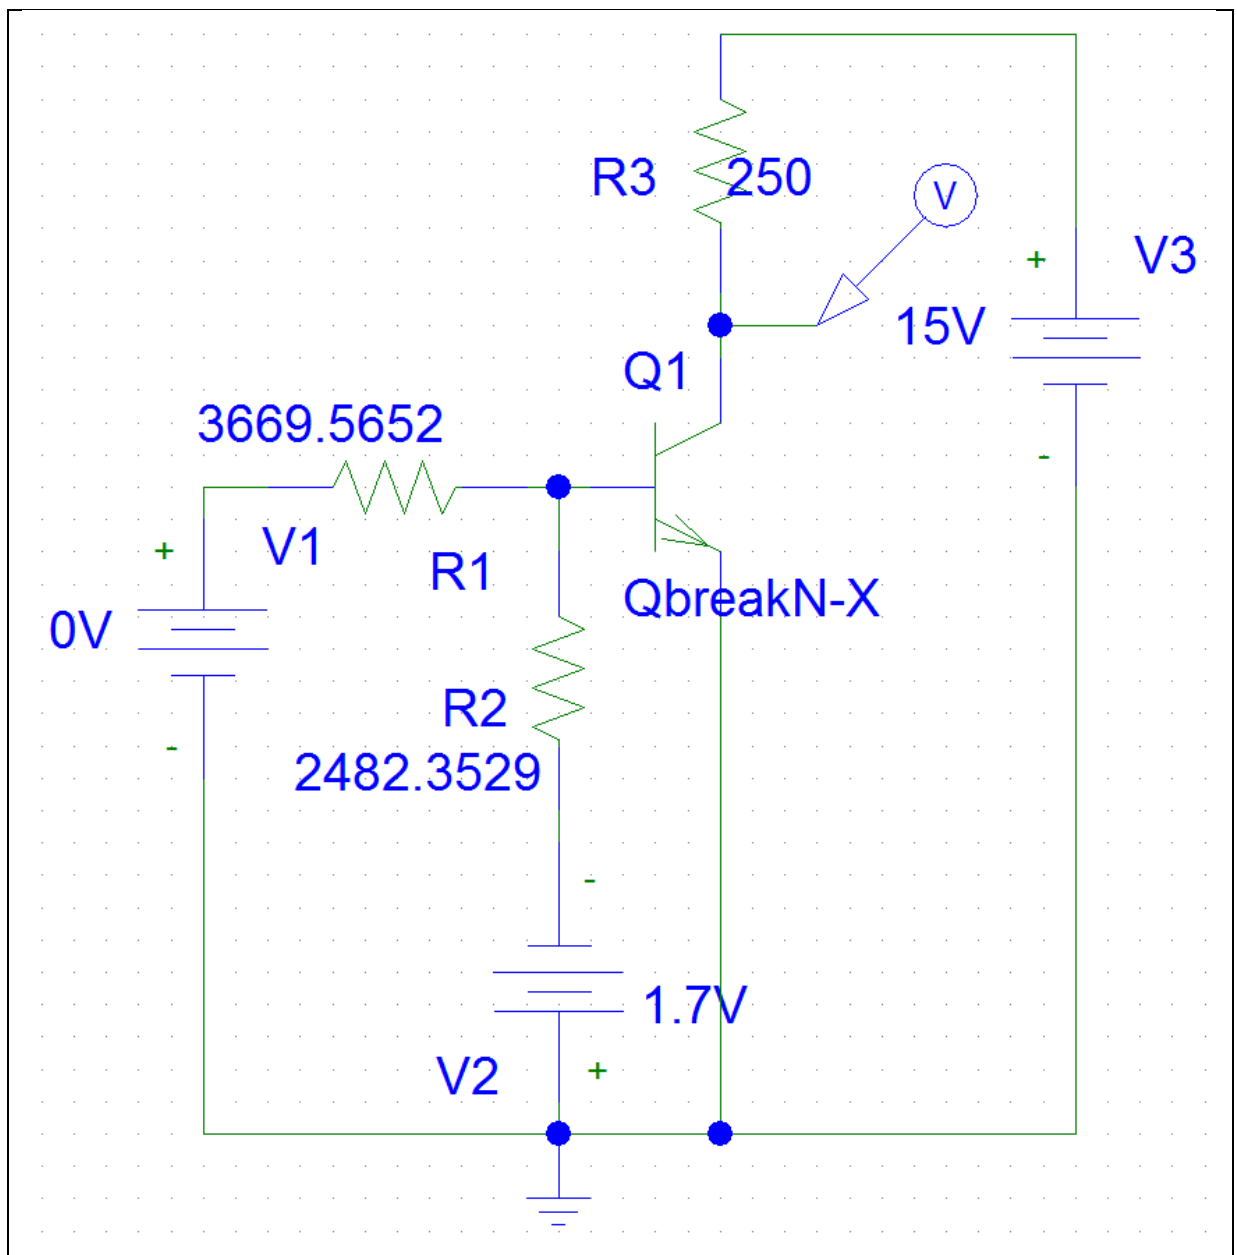 R3
250
V
+
V3
15V
Q1
3669.5652
-
+
V1
R1
QbreakN-X
0V
R2
-
2482.3529
-
1.7V
V2
+